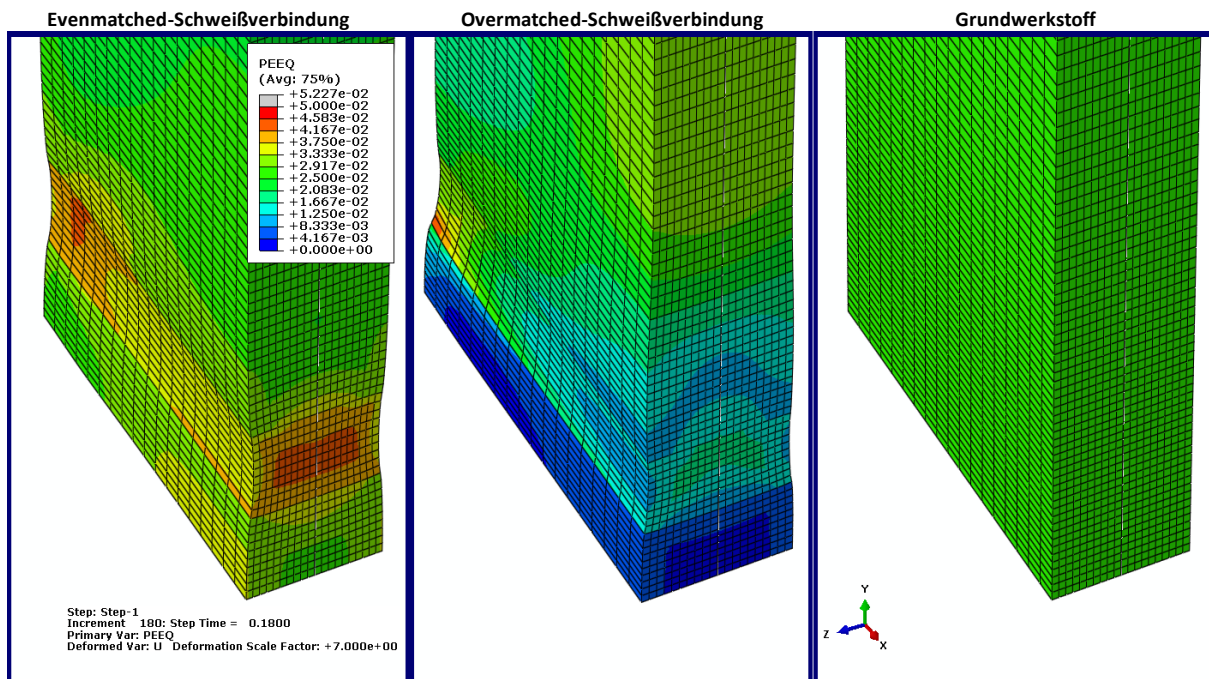 Evenmatched-Schweißverbindung
Overmatched-Schweißverbindung
Grundwerkstoff
PEEQ
(Avg: 75%)
+5.227e-02
+5.000e-02
+4.583e-02
+4.167e-02
+3.750e-02
+3.333e-02
+2.917e-02
+2.500e-02
+2.083e-02
+1.667e-02
+1.250e-02
+8.333e-03
+4.167e-03
+0.000e+00
Step: Step-1
Increment 180: Step Time = 0.1800
Primary Var: PEEQ
Deformed Var: U Deformation Scale Factor: +7.000e+00
Y
Z
X